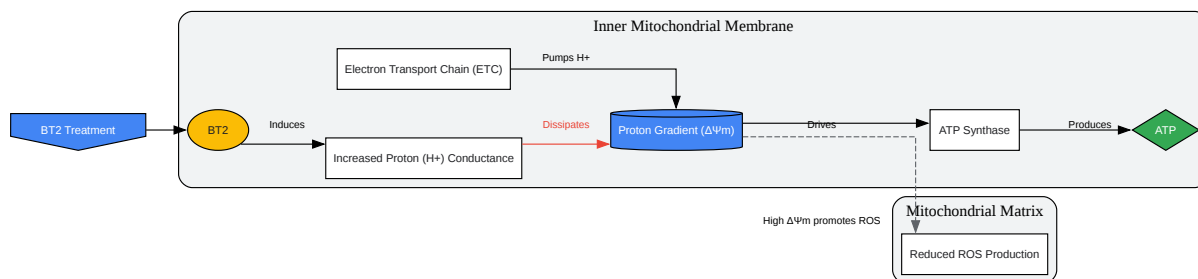 Inner Mitochondrial Membrane
Electron Transport Chain (ETC)
Pumps H+
BT2 Treatment
BT2
Induces
Increased Proton (H+) Conductance
Dissipates
Proton Gradient (ΔΨm)
Drives
ATP Synthase
Produces
ATP
Mitochondrial Matrix
High ΔΨm promotes ROS
Reduced ROS Production